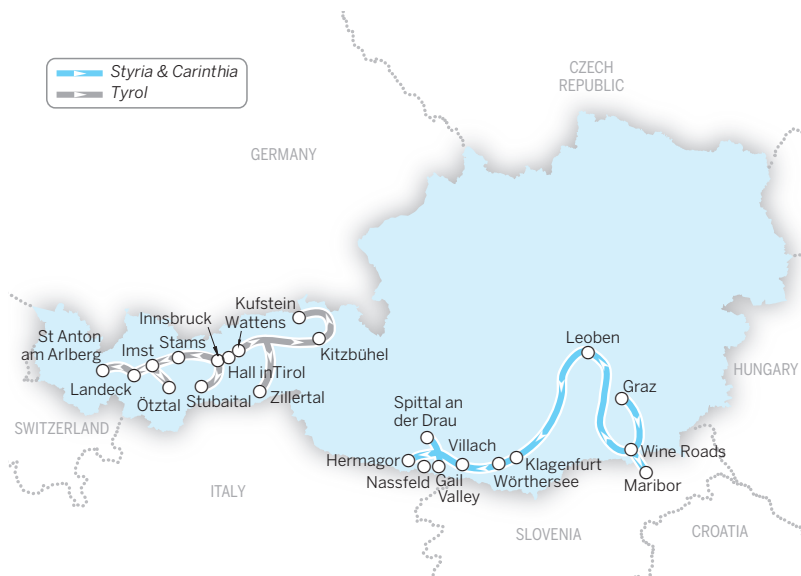 Styria & Carinthia
Tyrol
CZECH
REPUBLIC
GERMANY
Kufstein
Innsbruck
Wattens
St Anton
am Arlberg
Stams
Imst
Kitzbühel
Leoben
Hall inTirol
Landeck
Ötztal
Stubaital
Zillertal
HUNGARY
Graz
SWITZERLAND
Spittal an
der Drau
Villach
Wine Roads
Hermagor
Klagenfurt
Nassfeld
Gail
Valley
Wörthersee
Maribor
ITALY
SLOVENIA
CROATIA